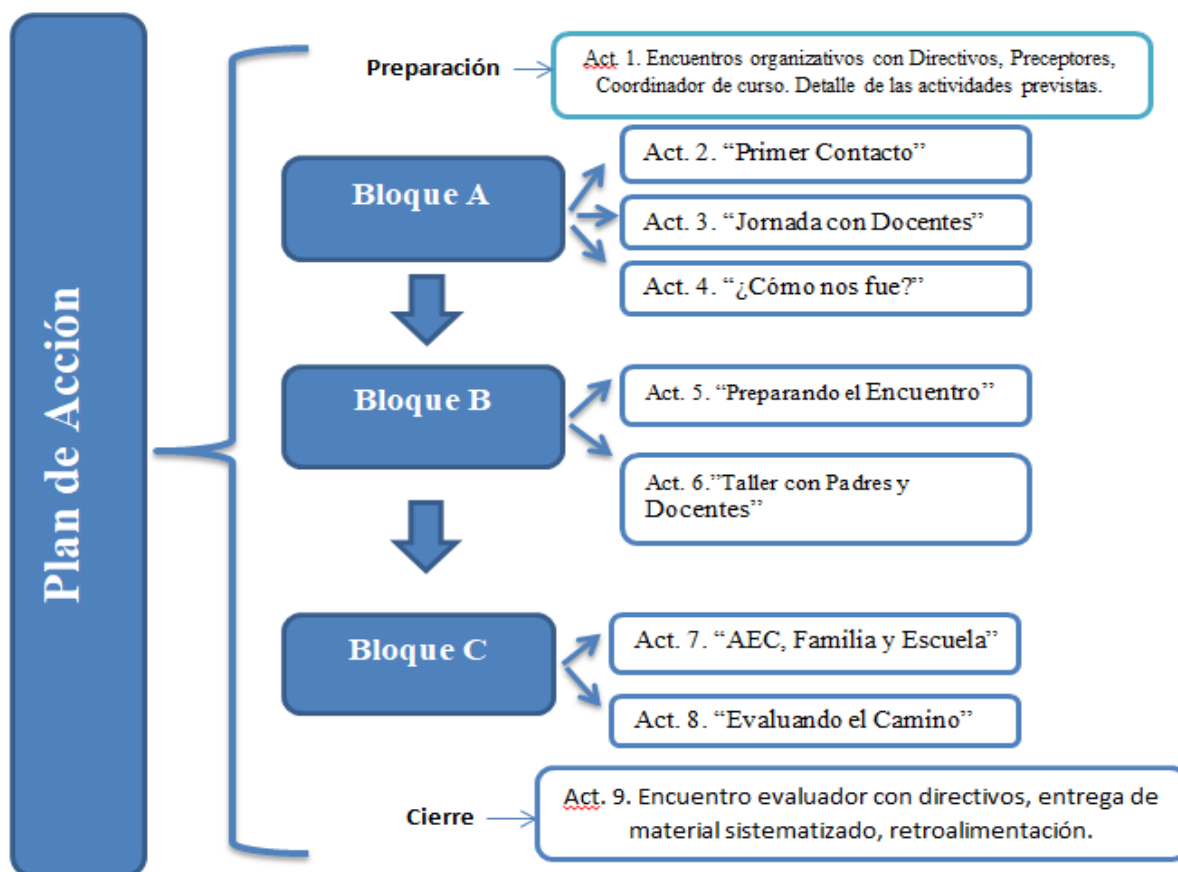 Plan de Acción
Preparación
Act. 1. Encuentros organizativos con Directivos, Preceptores,
Coordinador de curso. Detalle de las actividades previstas.
Bloque A
Act. 2. “Primer Contacto”
Act. 3. “Jornada con Docentes”
Act. 4. “¿Cómo nos fue?”
Bloque B
Act. 5. “Preparando el Encuentro”
Act. 6.”Taller con Padres y
Docentes”
Bloque C
Act. 7. “AEC, Familia y Escuela”
Act. 8. “Evaluando el Camino”
Cierre
Act. 9. Encuentro evaluador con directivos, entrega de
material sistematizado, retroalimentación.